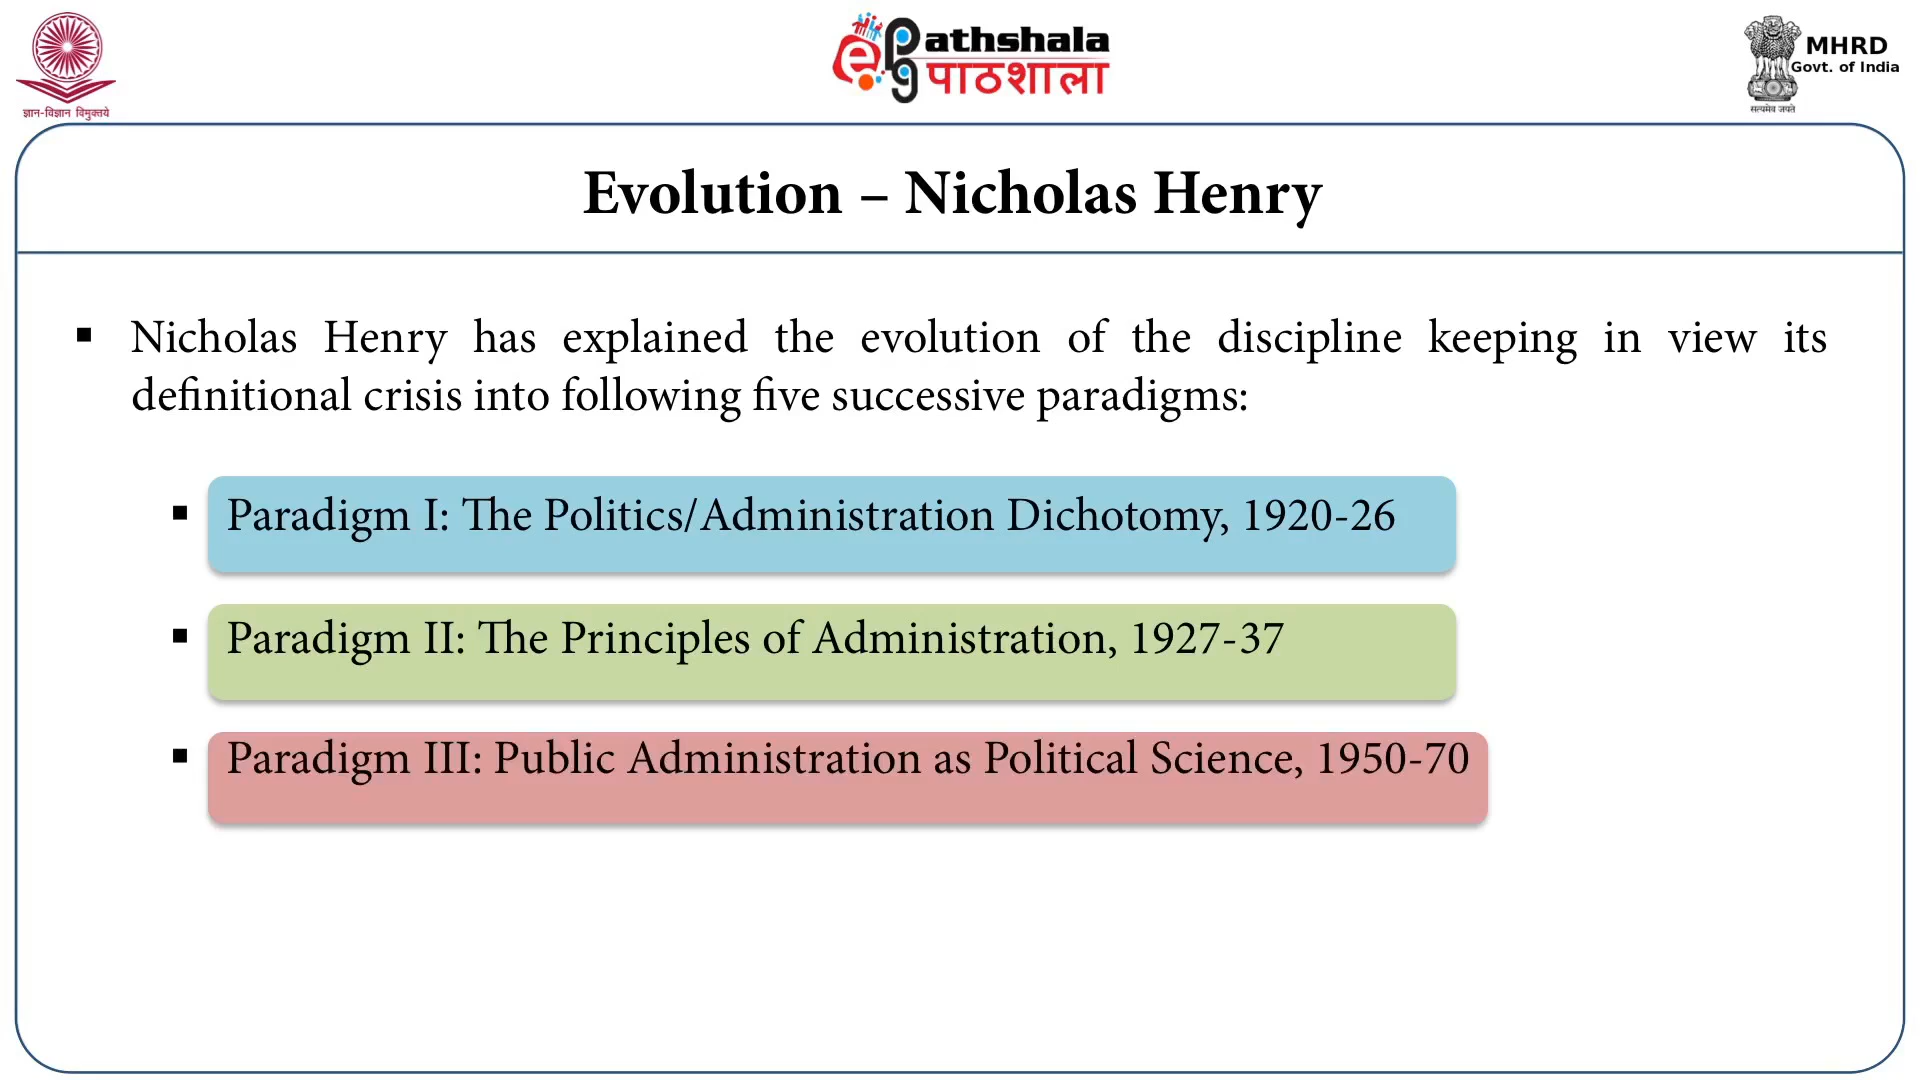 ज्ञान-विज्ञान विमुक्तये
athshala
पाठशाला
MHRD
Govt. of India
सत्यमेव जयते
Evolution – Nicholas Henry
▪ Nicholas Henry has explained the evolution of the discipline keeping in view its
definitional crisis into following five successive paradigms:
▪ Paradigm I: The Politics/Administration Dichotomy, 1920-26
▪ Paradigm II: The Principles of Administration, 1927-37
▪ Paradigm III: Public Administration as Political Science, 1950-70